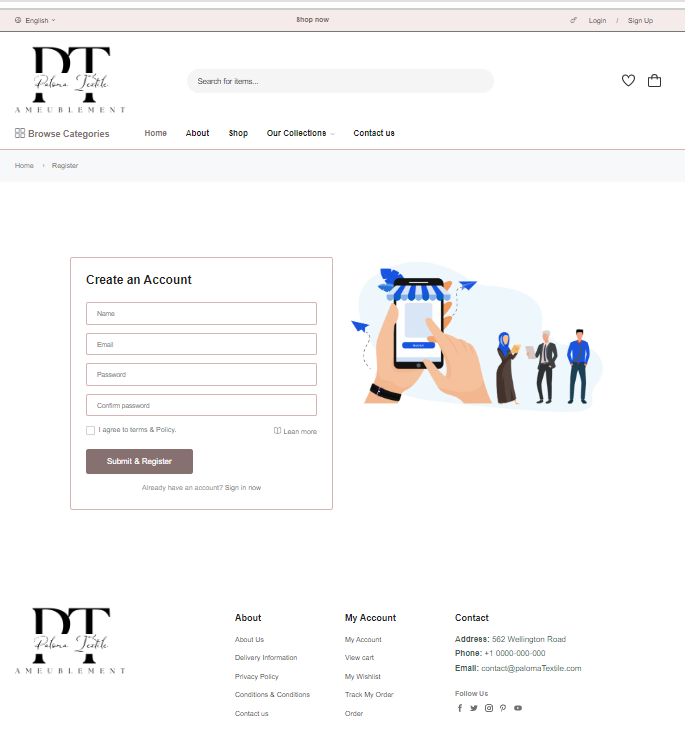 English
Shop now
Login / Sign Up
PT
Paloma Textile
AMEUBLEMENT
Search for items...
Browse Categories
Home
About
Shop
Our Collections
Contact us
Home > Register
Create an Account
Name
Email
Password
Confirm password
I agree to terms & Policy.
Learn more
Submit & Register
Already have an account? Sign in now
PT
Paloma Textile
AMEUBLEMENT
About
About Us
Delivery Information
Privacy Policy
Conditions & Conditions
Contact us
My Account
My Account
View cart
My Wishlist
Track My Order
Order
Contact
Address: 562 Wellington Road
Phone: +1 0000-000-000
Email: contact@palomaTextile.com
Follow Us